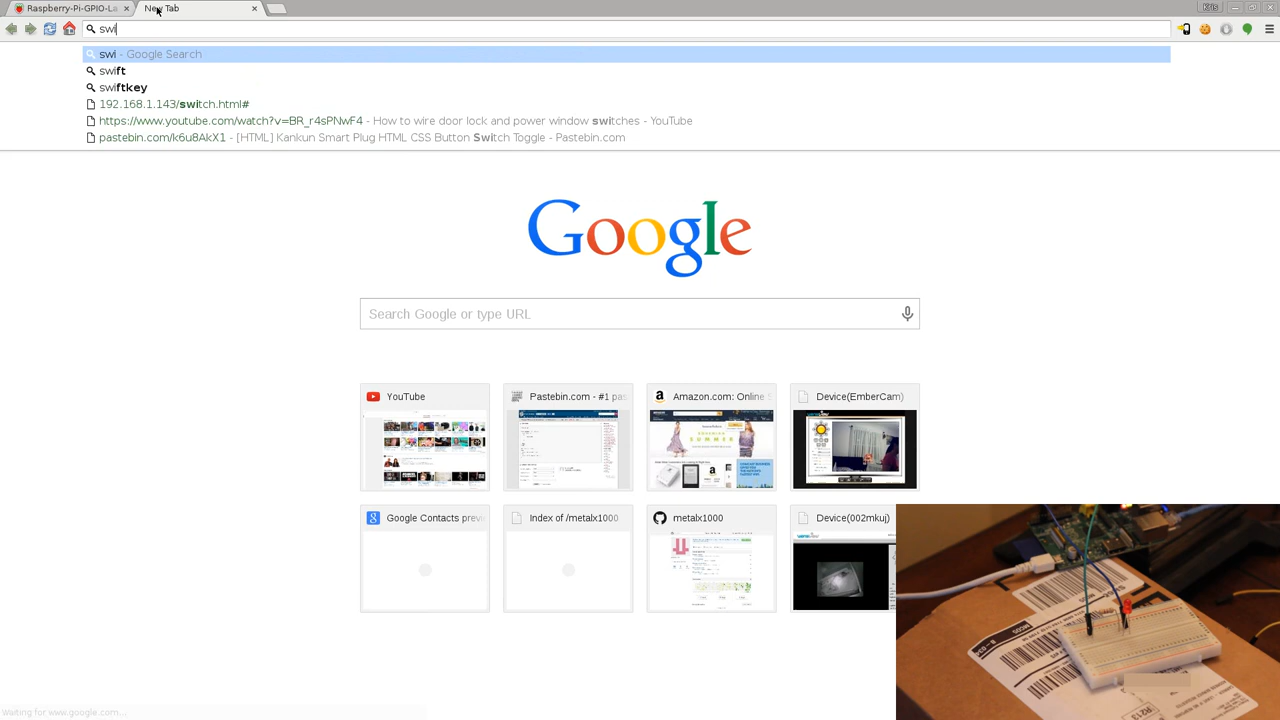 Raspberry-Pi-GPIO-La
New Tab
Kris
swi
swi - Google Search
swift
swiftkey
192.168.1.143/switch.html#
https://www.youtube.com/watch?v=BR_r4sPNwF4 - How to wire door lock and power window switches - YouTube
pastebin.com/k6u8AkX1 - [HTML] Kankun Smart Plug HTML CSS Button Switch Toggle - Pastebin.com
Google
Search Google or type URL
YouTube
Pastebin.com - #1 pas
Amazon.com: Online S
Device(EmberCam)
Google Contacts previ
Index of /metalx1000
metalx1000
Device(002mkuj)
Waiting for www.google.com...